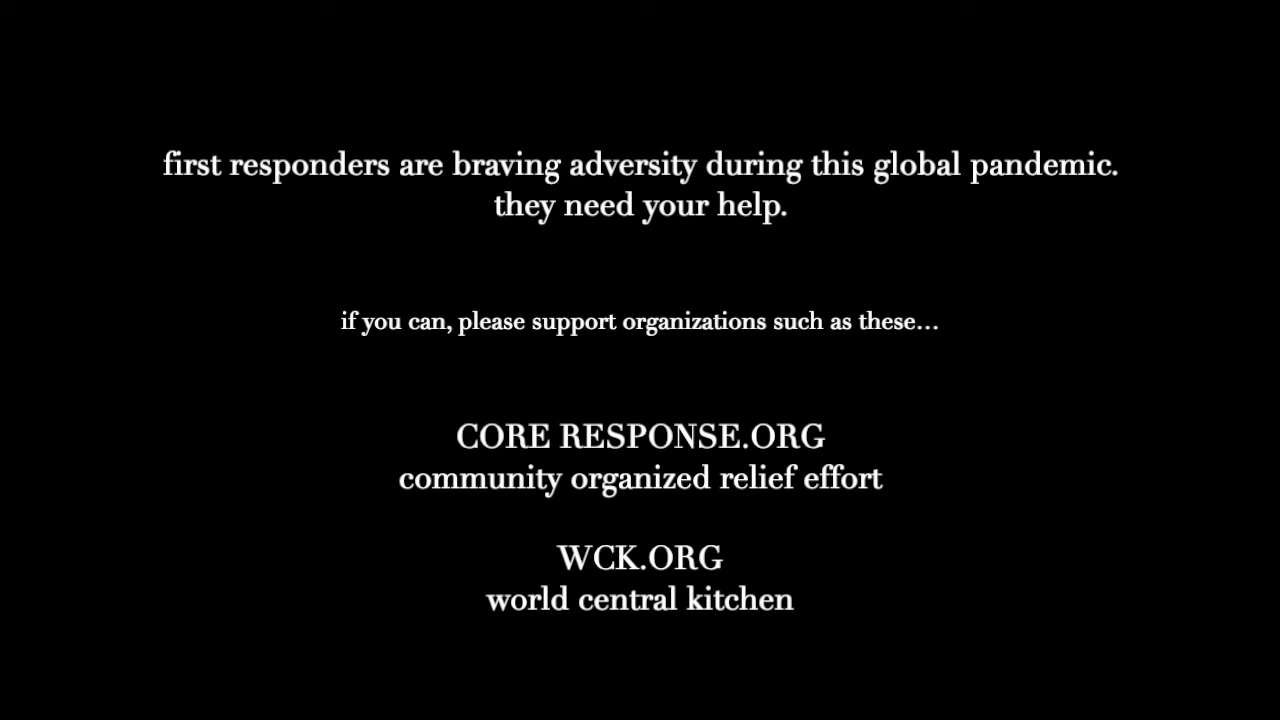 first responders are braving adversity during this global pandemic.
they need your help.
if you can, please support organizations such as these...
CORE RESPONSE.ORG
community organized relief effort
WCK.ORG
world central kitchen